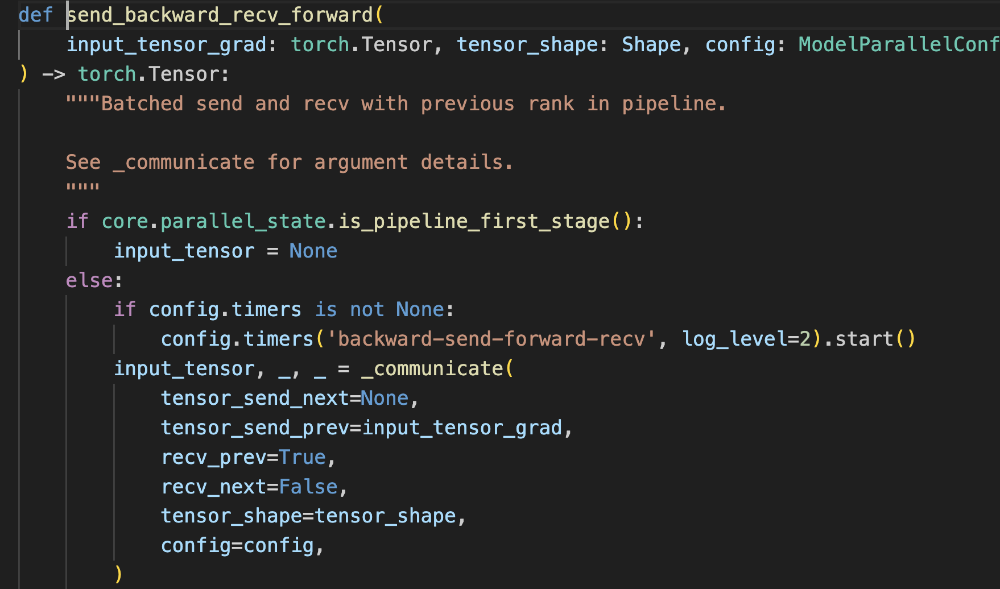 def send_backward_recv_forward(
    input_tensor_grad: torch.Tensor, tensor_shape: Shape, config: ModelParallelConf
) -> torch.Tensor:
    """Batched send and recv with previous rank in pipeline.

    See _communicate for argument details.
    """
    if core.parallel_state.is_pipeline_first_stage():
        input_tensor = None
    else:
        if config.timers is not None:
            config.timers('backward-send-forward-recv', log_level=2).start()
        input_tensor, _, _ = _communicate(
            tensor_send_next=None,
            tensor_send_prev=input_tensor_grad,
            recv_prev=True,
            recv_next=False,
            tensor_shape=tensor_shape,
            config=config,
        )